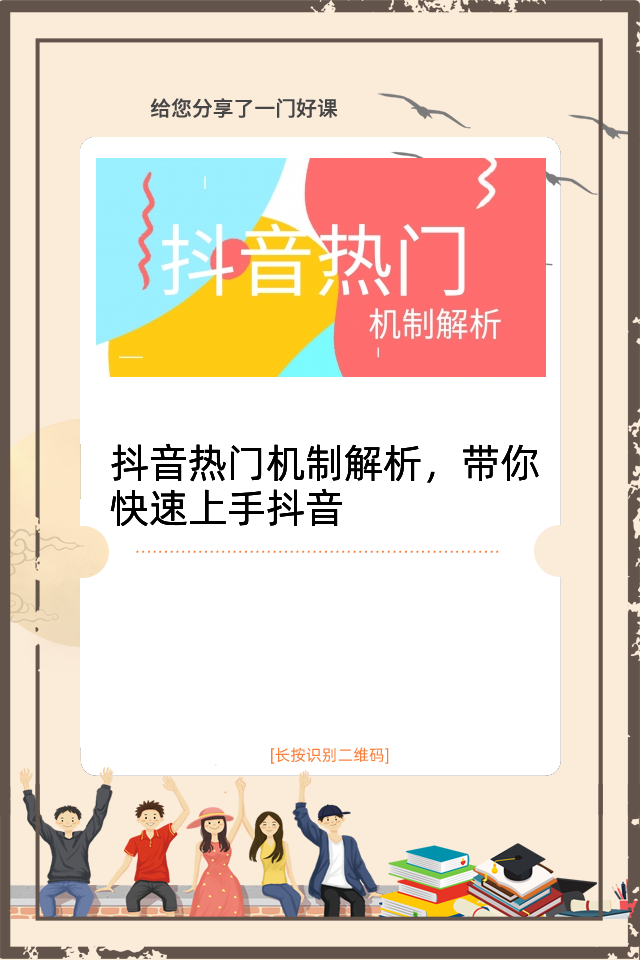 给您分享了一门好课
抖音热门
机制解析
抖音热门机制解析，带你
快速上手抖音
[长按识别二维码]